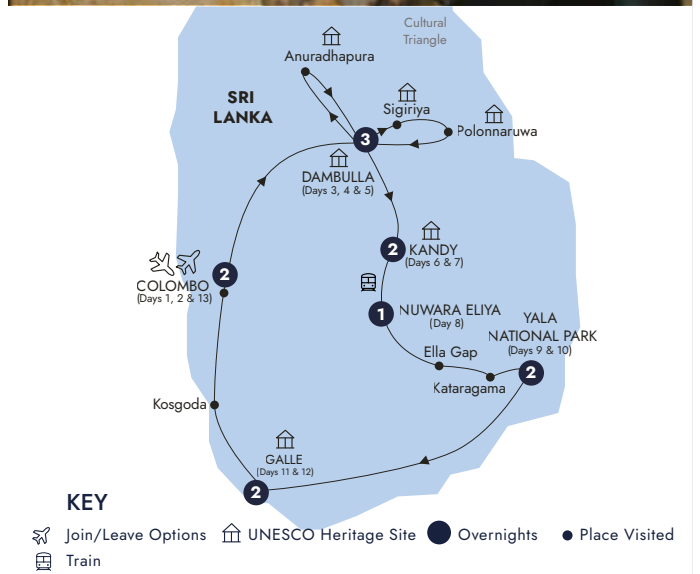 Cultural
Triangle
Anuradhapura
SRI
LANKA
Sigiriya
Polonnaruwa
3
DAMBULLA
(Days 3, 4 & 5)
2
KANDY
(Days 6 & 7)
2
COLOMBO
(Days 1, 2 & 13)
1
NUWARA ELIYA
(Day 8)
YALA
NATIONAL PARK
(Days 9 & 10)
2
Ella Gap
Kataragama
Kosgoda
GALLE
(Days 11 & 12)
2
KEY
Join/Leave Options
UNESCO Heritage Site
Overnights
Place Visited
Train